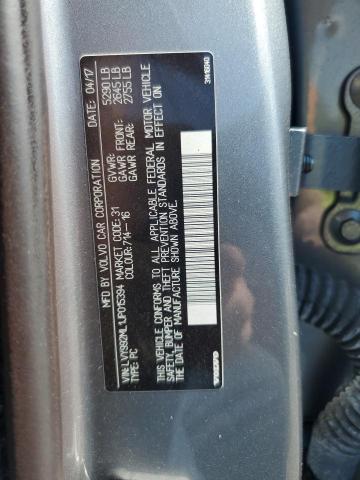 MFD BY VOLVO CAR CORPORATION 04/17
GVWR: 5290 LB
GAWR FRONT: 2645 LB
GAWR REAR: 2755 LB
VIN: LVY992ML1JP015394 MARKET CODE: 31
TYPE: PC COLOUR: 714-16
THIS VEHICLE CONFORMS TO ALL APPLICABLE FEDERAL MOTOR VEHICLE
SAFETY, BUMPER AND THEFT PREVENTION STANDARDS IN EFFECT ON
THE DATE OF MANUFACTURE SHOWN ABOVE.
VOLVO